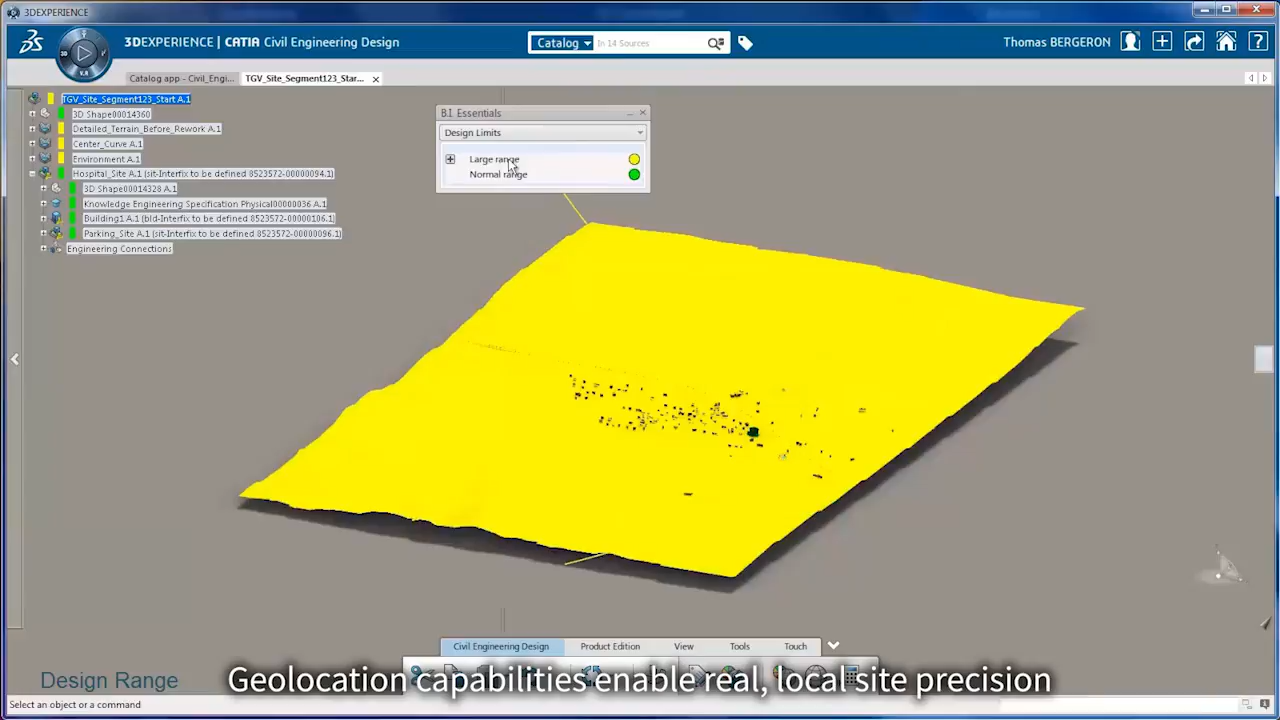 3DEXPERIENCE
3DEXPERIENCE | CATIA Civil Engineering Design
Catalog
In 14 Sources
Thomas BERGERON
V.R
Catalog app - Civil_Engi...
TGV_Site_Segment123_Star...
TGV_Site_Segment123_Start A.1
3D Shape00014360
Detailed_Terrain_Before_Rework A.1
Center_Curve A.1
Environment A.1
Hospital_Site A.1 (sit-Interfix to be defined 8523572-00000094.1)
3D Shape00014328 A.1
Knowledge Engineering Specification Physical00000036 A.1
Building1 A.1 (bld-Interfix to be defined 8523572-00000106.1)
Parking_Site A.1 (sit-Interfix to be defined 8523572-00000096.1)
Engineering Connections
B.I. Essentials
Design Limits
Large range
Normal range
Civil Engineering Design
Product Edition
View
Tools
Touch
Design Range
Geolocation capabilities enable real, local site precision
Select an object or a command